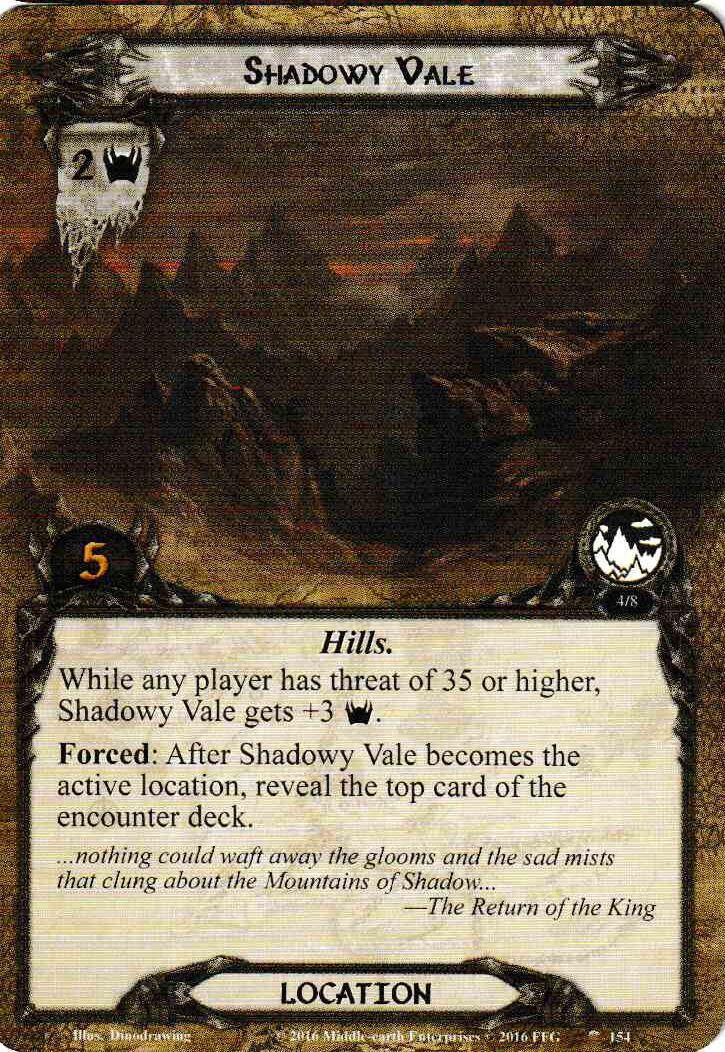 Shadowy Vale
2
5
4/8
Hills.
While any player has threat of 35 or higher,
Shadowy Vale gets +3 .
Forced: After Shadowy Vale becomes the
active location, reveal the top card of the
encounter deck.
...nothing could waft away the glooms and the sad mists
that clung about the Mountains of Shadow...
—The Return of the King
LOCATION
Illus. Dinodrawing
© 2016 Middle-earth Enterprises © 2016 FFG
154